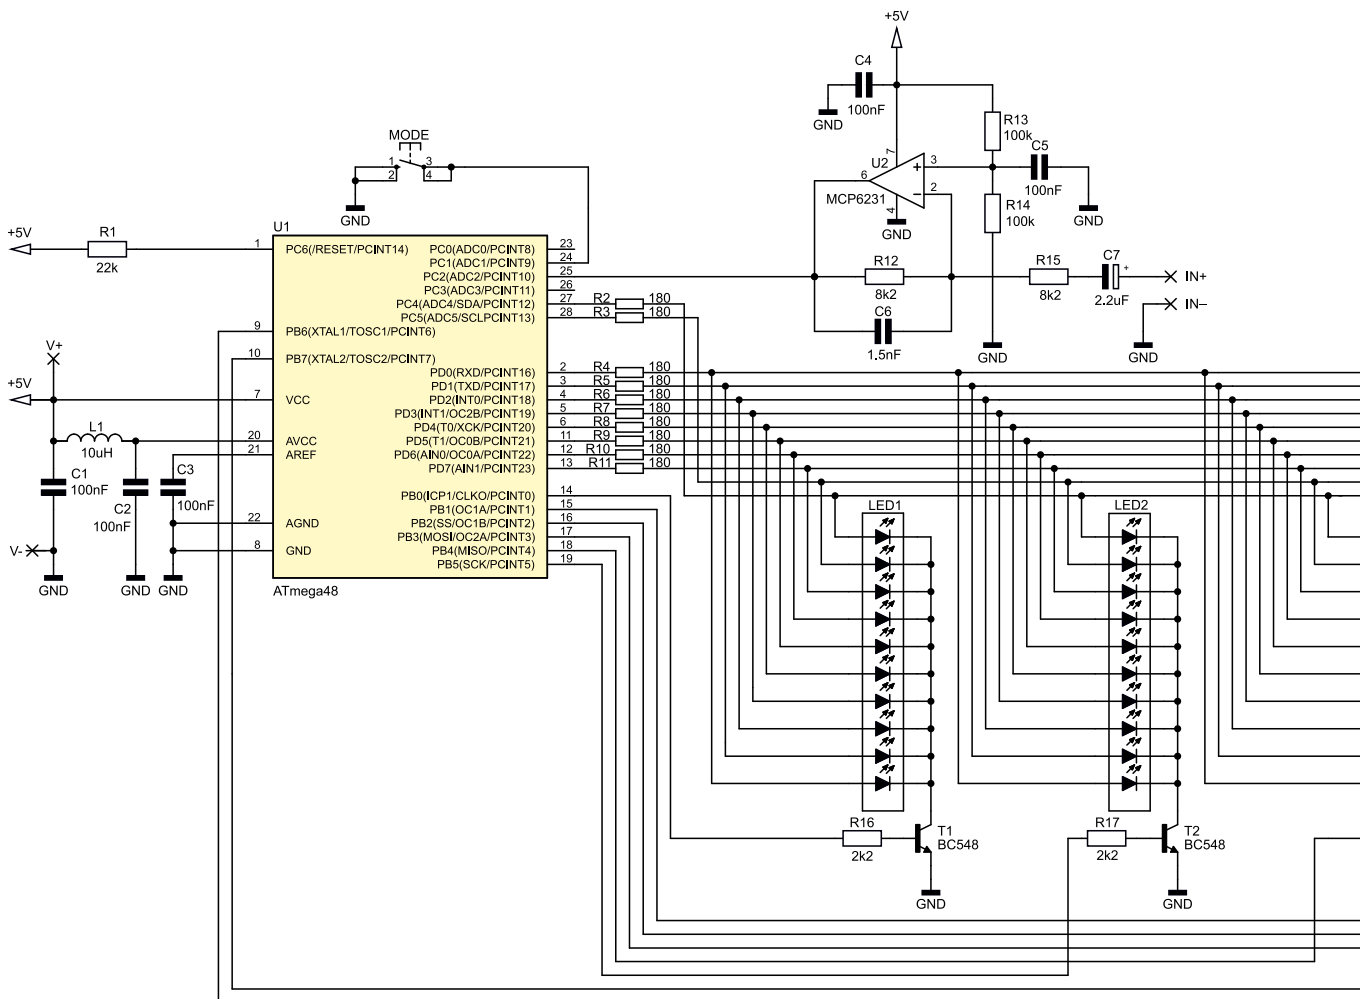 +5V
C4
100nF
GND
R13
100k
C5
100nF
GND
MODE
1
2
3
4
GND
U2
7
6
3
2
4
MCP6231
GND
R14
100k
U1
+5V
R1
22k
1
PC6(/RESET/PCINT14)
PC0(ADC0/PCINT8)
23
PC1(ADC1/PCINT9)
24
PC2(ADC2/PCINT10)
25
PC3(ADC3/PCINT11)
26
PC4(ADC4/SDA/PCINT12)
27
R2
180
PC5(ADC5/SCLPCINT13)
28
R3
180
R12
8k2
C6
1.5nF
R15
8k2
C7
+
2.2uF
IN+
IN–
GND
GND
9
PB6(XTAL1/TOSC1/PCINT6)
10
PB7(XTAL2/TOSC2/PCINT7)
V+
+5V
7
VCC
L1
10uH
20
AVCC
21
AREF
C1
100nF
C2
100nF
C3
100nF
22
AGND
V-
8
GND
GND
GND
GND
PD0(RXD/PCINT16)
2
R4
180
PD1(TXD/PCINT17)
3
R5
180
PD2(INT0/PCINT18)
4
R6
180
PD3(INT1/OC2B/PCINT19)
5
R7
180
PD4(T0/XCK/PCINT20)
6
R8
180
PD5(T1/OC0B/PCINT21)
11
R9
180
PD6(AIN0/OC0A/PCINT22)
12
R10
180
PD7(AIN1/PCINT23)
13
R11
180
PB0(ICP1/CLKO/PCINT0)
14
PB1(OC1A/PCINT1)
15
PB2(SS/OC1B/PCINT2)
16
PB3(MOSI/OC2A/PCINT3)
17
PB4(MISO/PCINT4)
18
PB5(SCK/PCINT5)
19
ATmega48
LED1
LED2
R16
2k2
T1
BC548
GND
R17
2k2
T2
BC548
GND